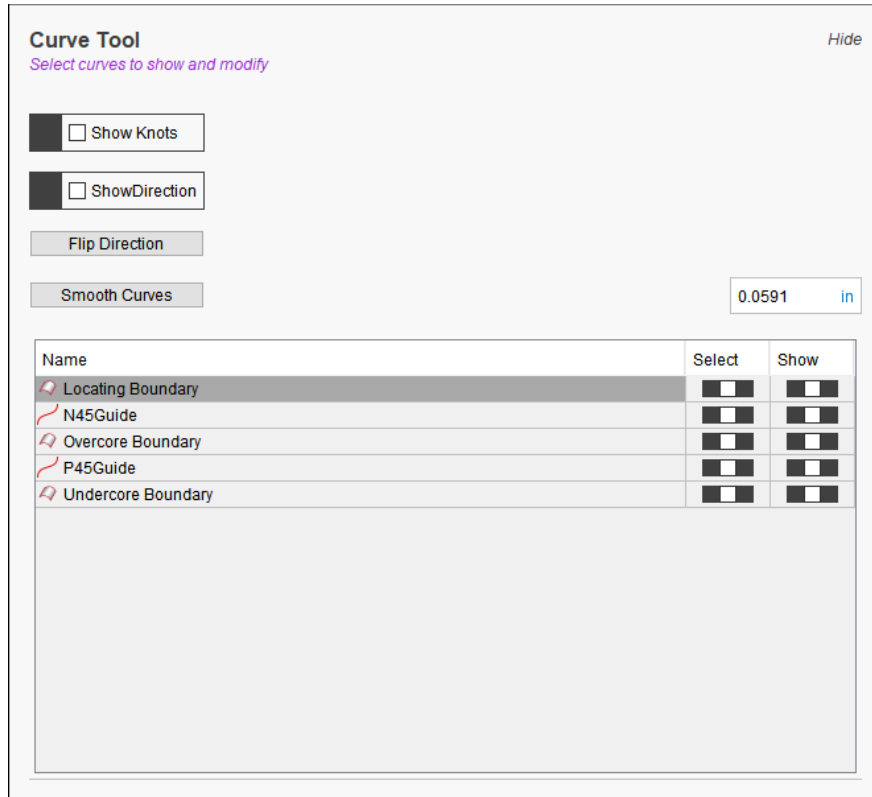 Curve Tool
Hide
Select curves to show and modify
Show Knots
ShowDirection
Flip Direction
Smooth Curves
0.0591 in
Name Select Show
Locating Boundary
N45Guide
Overcore Boundary
P45Guide
Undercore Boundary